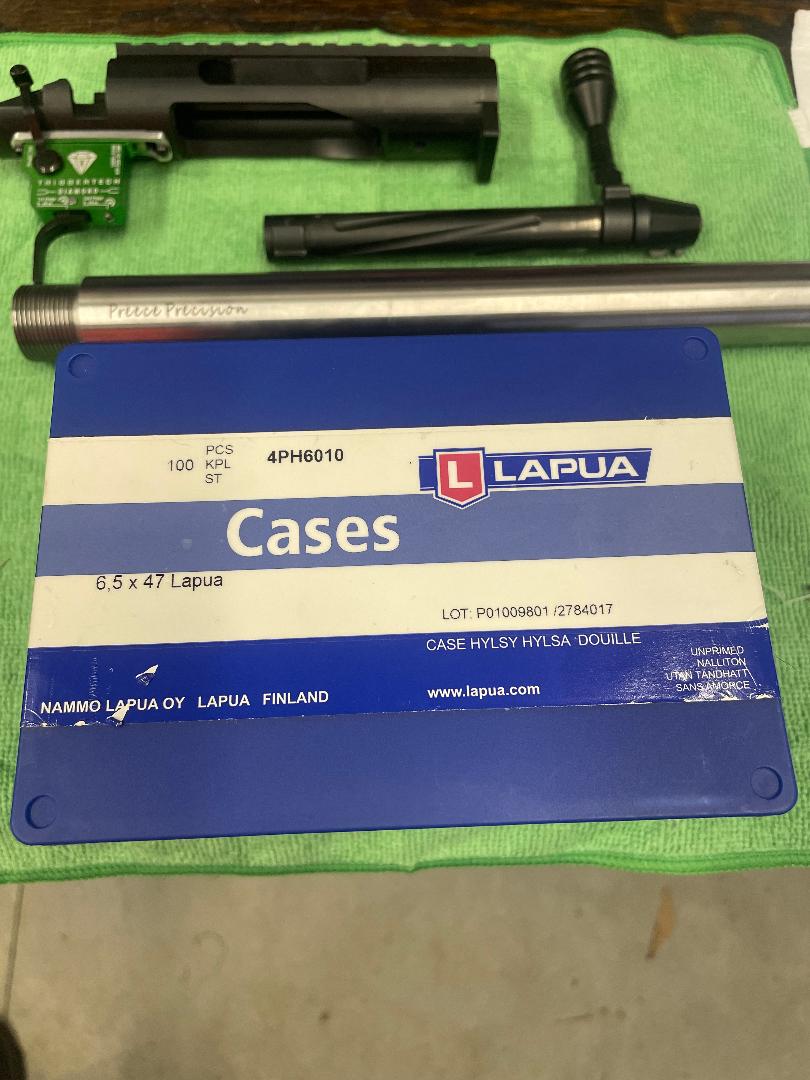 TRIGGERTECH
DIAMOND
Preece Precision
100
PCS
KPL
ST
4PH6010
L LAPUA
Cases
6,5 x 47 Lapua
LOT: P01009801 /2784017
CASE HYLSY HYLSA DOUILLE
UNPRIMED
NALLITON
UTAN TÄNDHATT
SANS AMORCE
NAMMO LAPUA OY LAPUA FINLAND
www.lapua.com